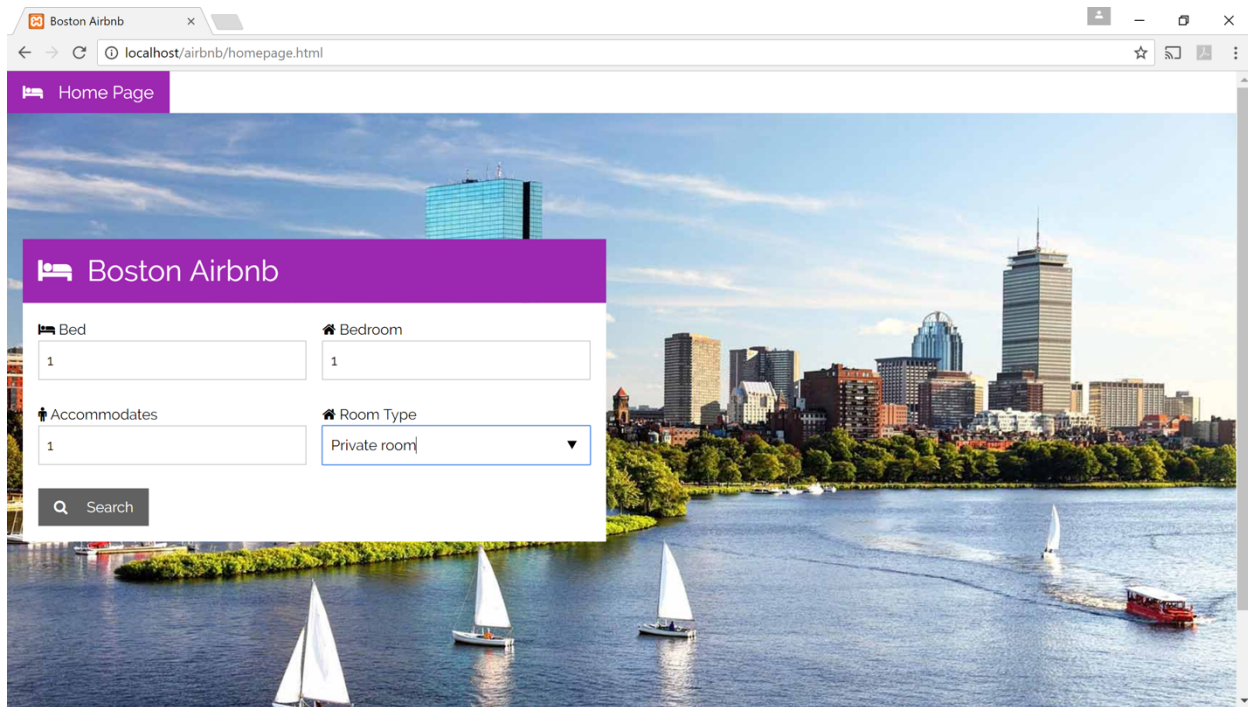 Boston Airbnb
localhost/airbnb/homepage.html
Home Page
Boston Airbnb
Bed
Bedroom
1
1
Accommodates
Room Type
1
Private room
Search